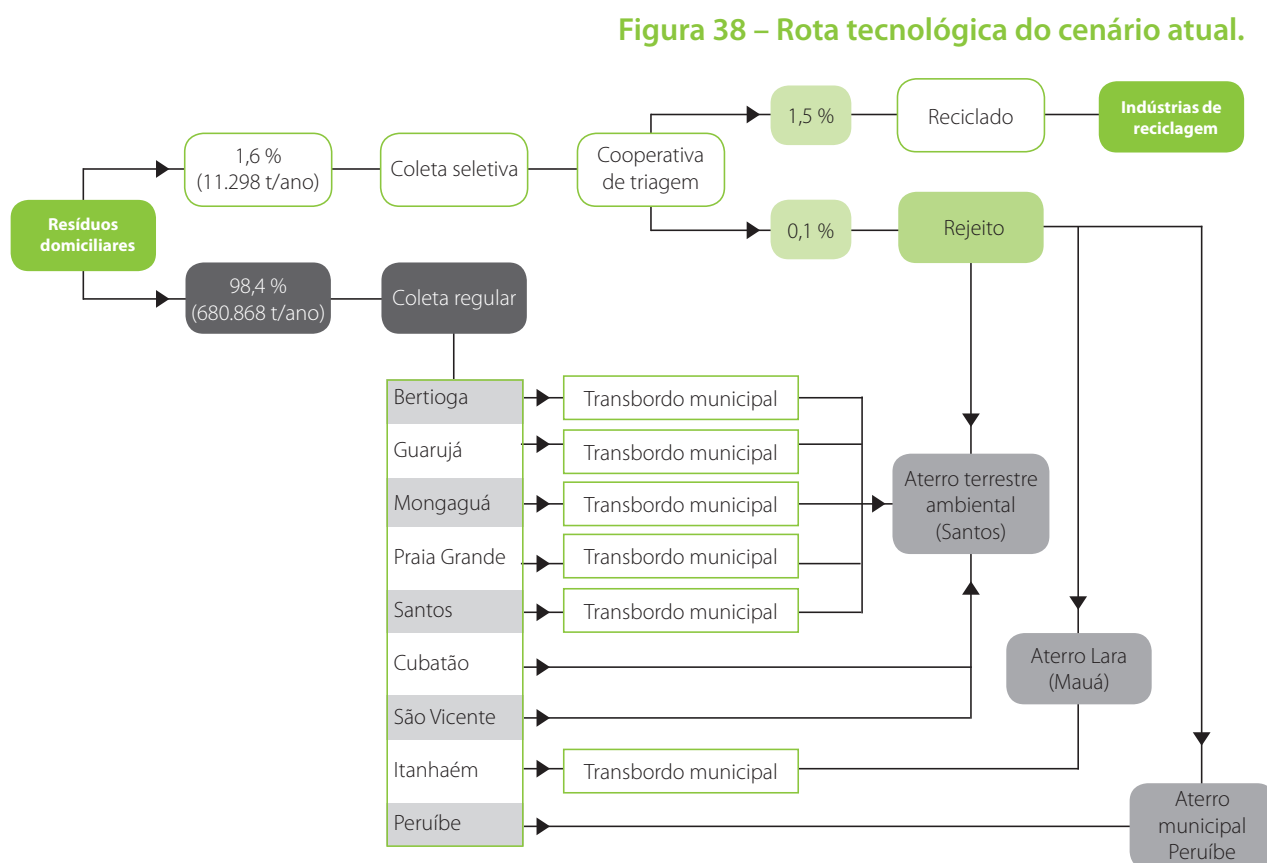 Figura 38 – Rota tecnológica do cenário atual.
Resíduos
domiciliares
1,6 %
(11.298 t/ano)
Coleta seletiva
Cooperativa
de triagem
1,5 %
Reciclado
Indústrias de
reciclagem
0,1 %
Rejeito
98,4 %
(680.868 t/ano)
Coleta regular
Bertioga
Transbordo municipal
Guarujá
Transbordo municipal
Mongaguá
Transbordo municipal
Praia Grande
Transbordo municipal
Santos
Transbordo municipal
Cubatão
São Vicente
Itanhaém
Transbordo municipal
Peruíbe
Aterro terrestre
ambiental
(Santos)
Aterro Lara
(Mauá)
Aterro
municipal
Peruíbe